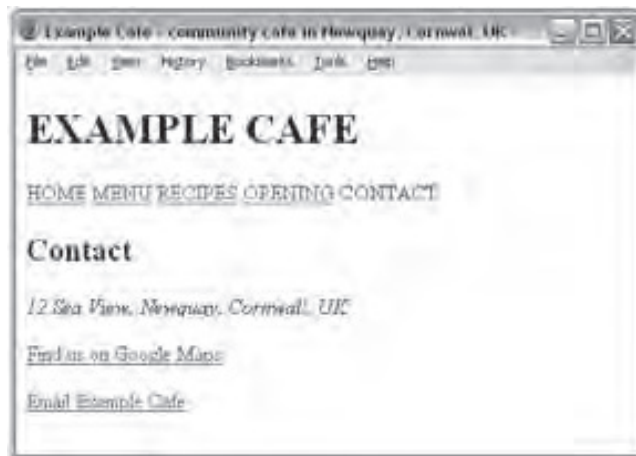 Example Cafe - community cafe in Newquay, Cornwall, UK
File Edit View History Bookmarks Tools Help
EXAMPLE CAFE
HOME MENU RECIPES OPENING CONTACT
Contact
12 Sea View, Newquay, Cornwall, UK
Find us on Google Maps
Email Example Cafe